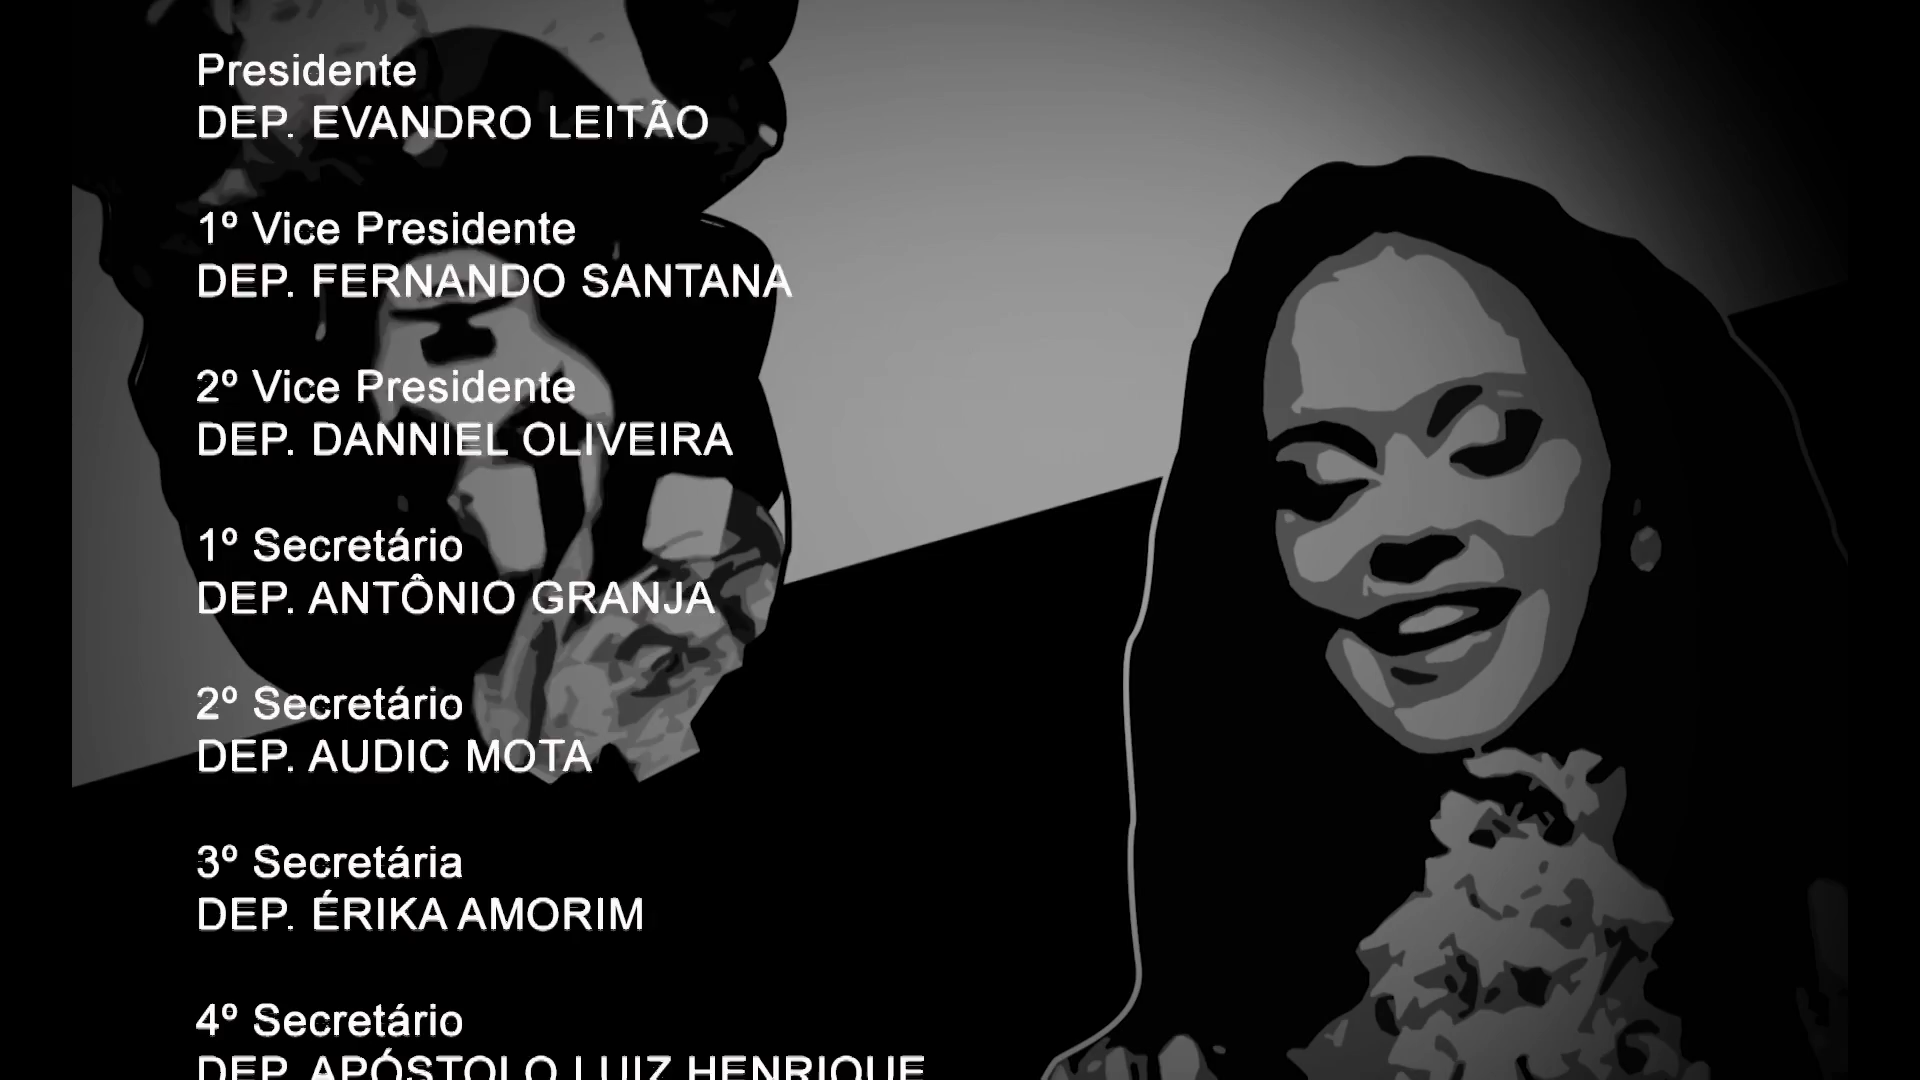 Presidente
DEP. EVANDRO LEITÃO
1º Vice Presidente
DEP. FERNANDO SANTANA
2º Vice Presidente
DEP. DANNIEL OLIVEIRA
1º Secretário
DEP. ANTÔNIO GRANJA
2º Secretário
DEP. AUDIC MOTA
3º Secretária
DEP. ÉRIKA AMORIM
4º Secretário
DEP. APÓSTOLO LUIZ HENRIQUE